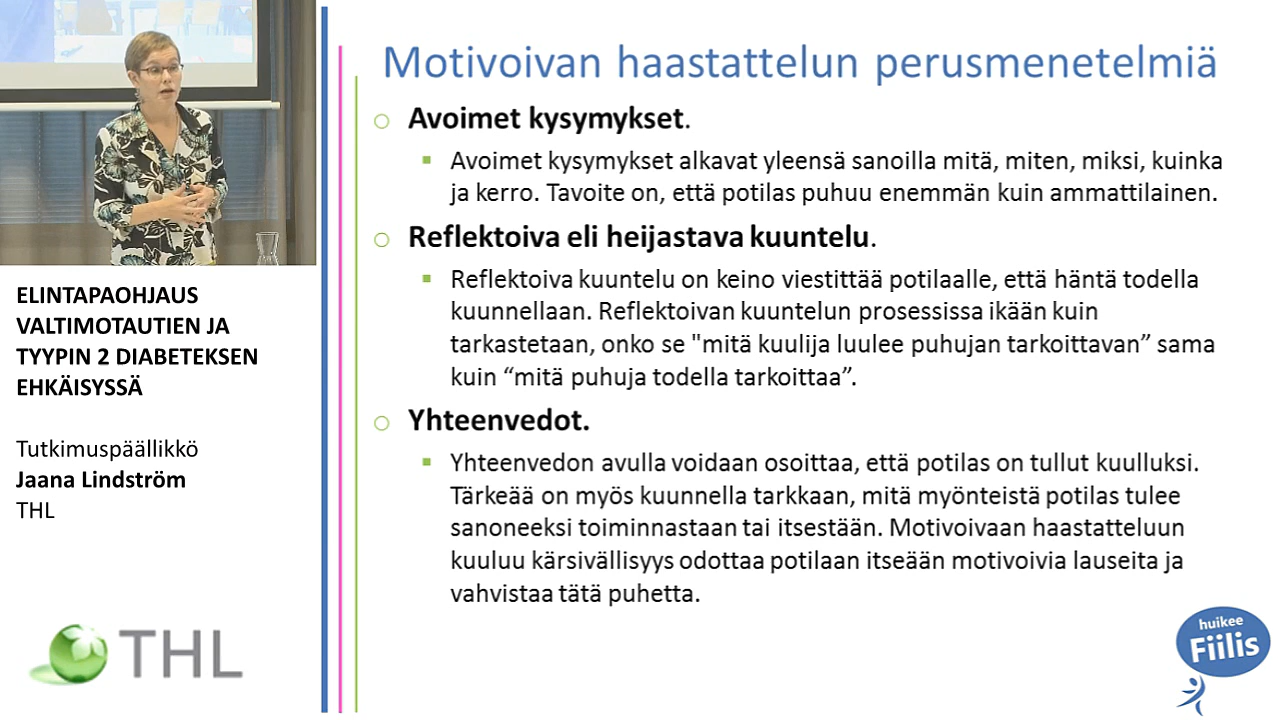 ELINTAPAOHJAUS
VALTIMOTAUTIEN JA
TYYPIN 2 DIABETEKSEN
EHKÄISYSSÄ
Tutkimuspäällikkö
Jaana Lindström
THL
THL
Motivoivan haastattelun perusmenetelmiä
Avoimet kysymykset.
Avoimet kysymykset alkavat yleensä sanoilla mitä, miten, miksi, kuinka
ja kerro. Tavoite on, että potilas puhuu enemmän kuin ammattilainen.
Reflektoiva eli heijastava kuuntelu.
Reflektoiva kuuntelu on keino viestittää potilaalle, että häntä todella
kuunnellaan. Reflektoivan kuuntelun prosessissa ikään kuin
tarkastetaan, onko se "mitä kuulija luulee puhujan tarkoittavan” sama
kuin “mitä puhuja todella tarkoittaa”.
Yhteenvedot.
Yhteenvedon avulla voidaan osoittaa, että potilas on tullut kuulluksi.
Tärkeää on myös kuunnella tarkkaan, mitä myönteistä potilas tulee
sanoneeksi toiminnastaan tai itsestään. Motivoivaan haastatteluun
kuuluu kärsivällisyys odottaa potilaan itseään motivoivia lauseita ja
vahvistaa tätä puhetta.
huikee
Fiilis